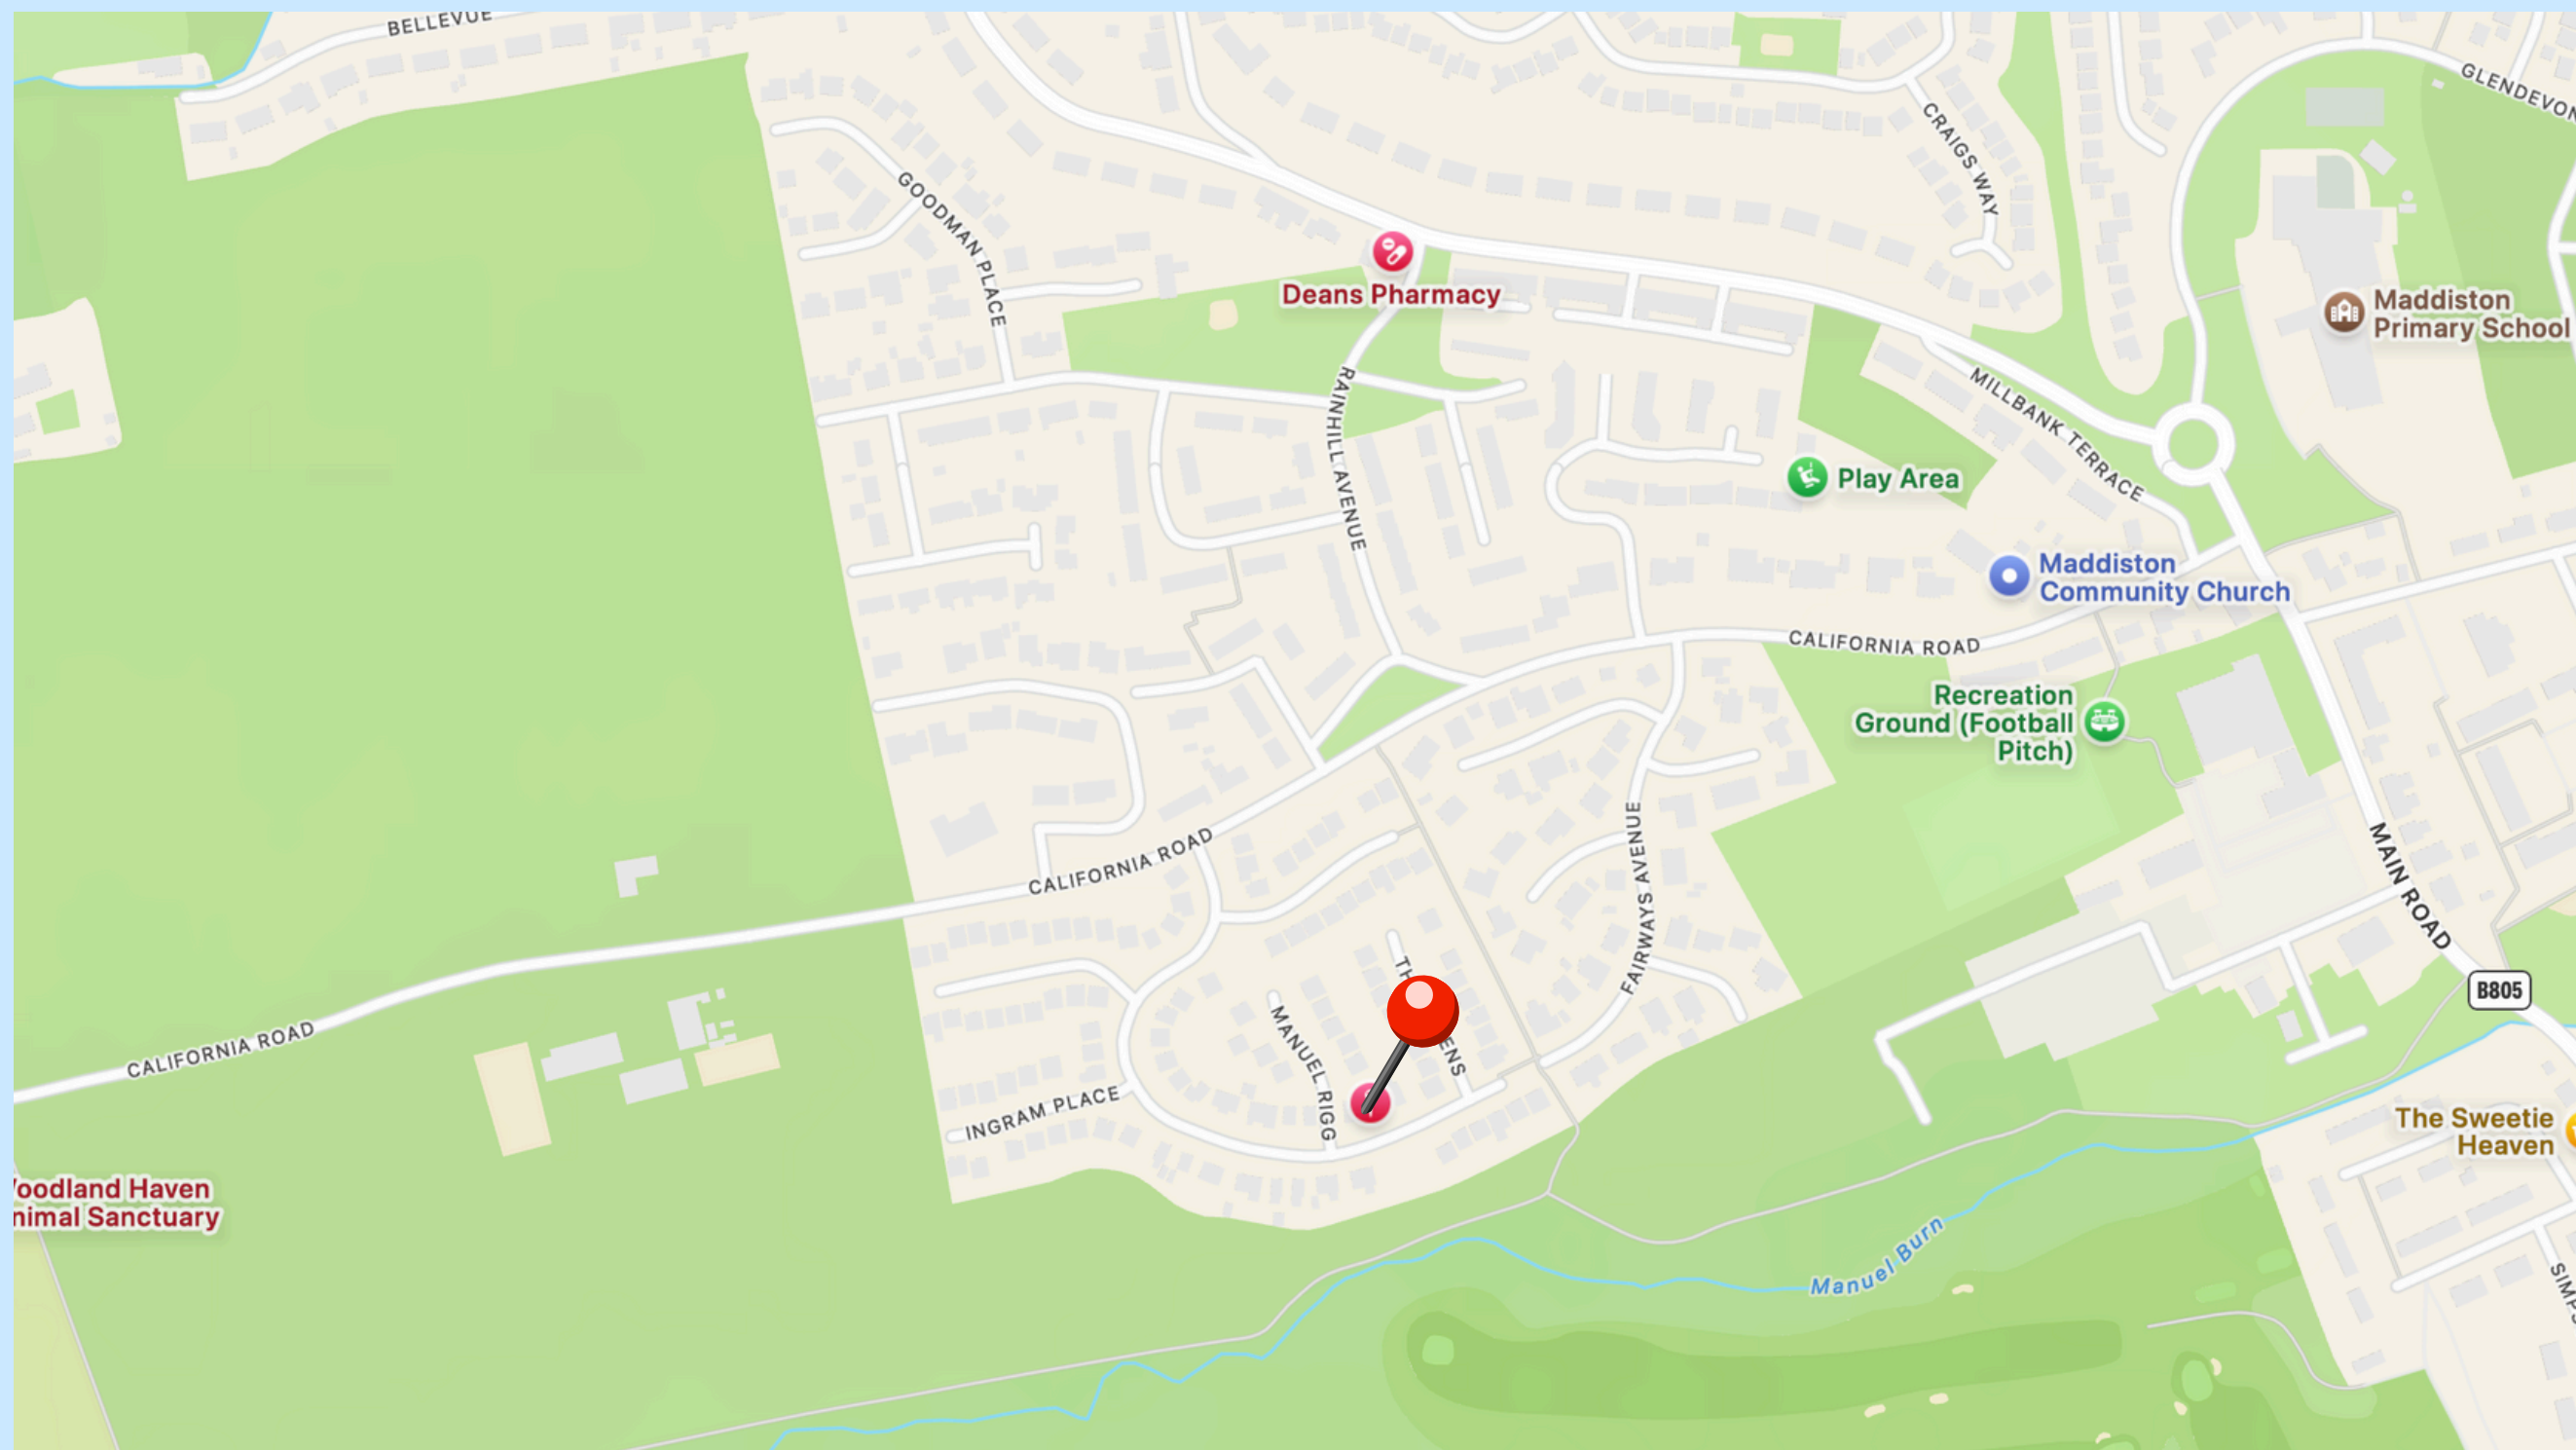 BELLEVUE
GLENDEVON
CRAIGS WAY
GOODMAN PLACE
Deans Pharmacy
Maddiston
Primary School
RAINHILL AVENUE
MILLBANK TERRACE
Play Area
Maddiston
Community Church
CALIFORNIA ROAD
Recreation
Ground (Football
Pitch)
FAIRWAYS AVENUE
MAIN ROAD
CALIFORNIA ROAD
B805
CALIFORNIA ROAD
MANUEL RIGG
INGRAM PLACE
The Sweetie
Heaven
oodland Haven
nimal Sanctuary
Manuel Burn